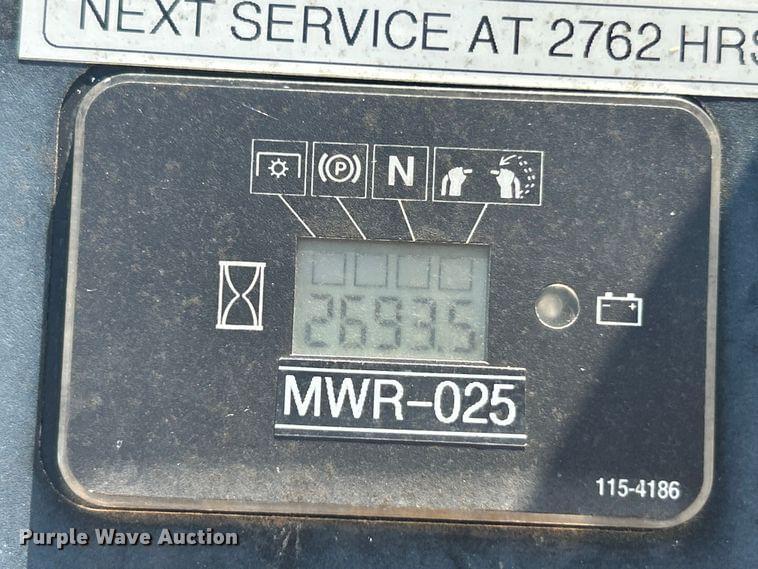 NEXT SERVICE AT 2762 HRS
P
N
2693.5
MWR-025
115-4186
Purple Wave Auction